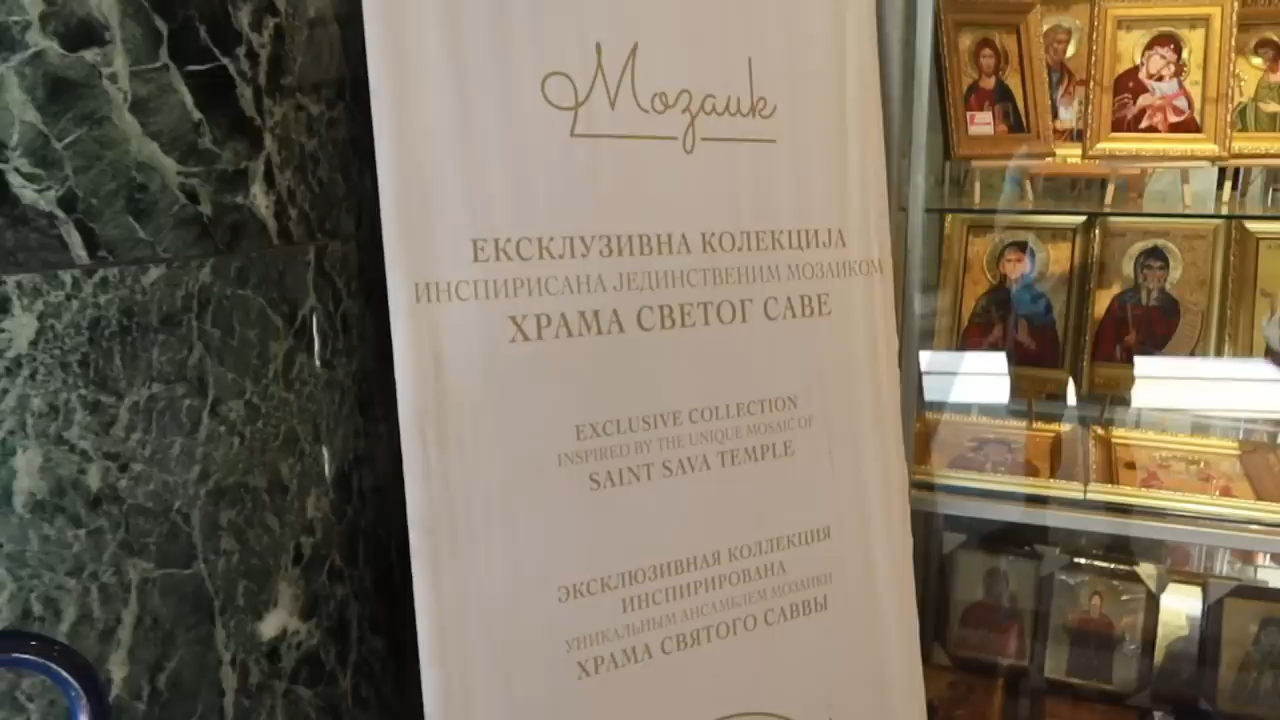 Мозаик
ЕКСКЛУЗИВНА КОЛЕКЦИЈА
ИНСПИРИСАНА ЈЕДИНСТВЕНИМ МОЗАИКОМ
ХРАМА СВЕТОГ САВЕ
EXCLUSIVE COLLECTION
INSPIRED BY THE UNIQUE MOSAIC OF
SAINT SAVA TEMPLE
ЭКСКЛЮЗИВНАЯ КОЛЛЕКЦИЯ
ИНСПИРИРОВАНА
УНИКАЛЬНЫМ АНСАМБЛЕМ МОЗАИКИ
ХРАМА СВЯТОГО САВВЫ